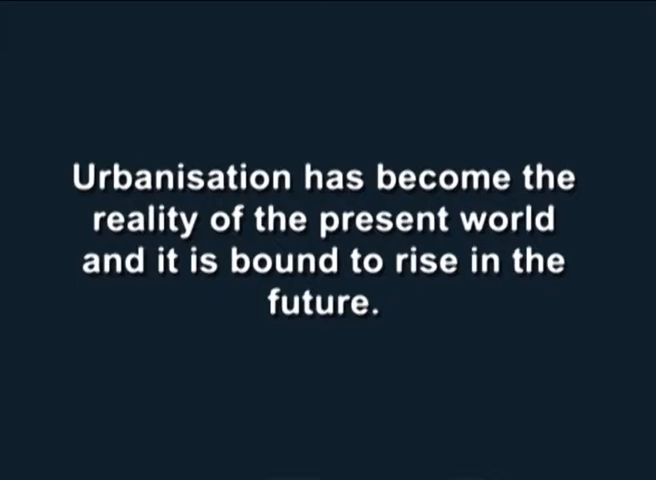 Urbanisation has become the
reality of the present world
and it is bound to rise in the
future.